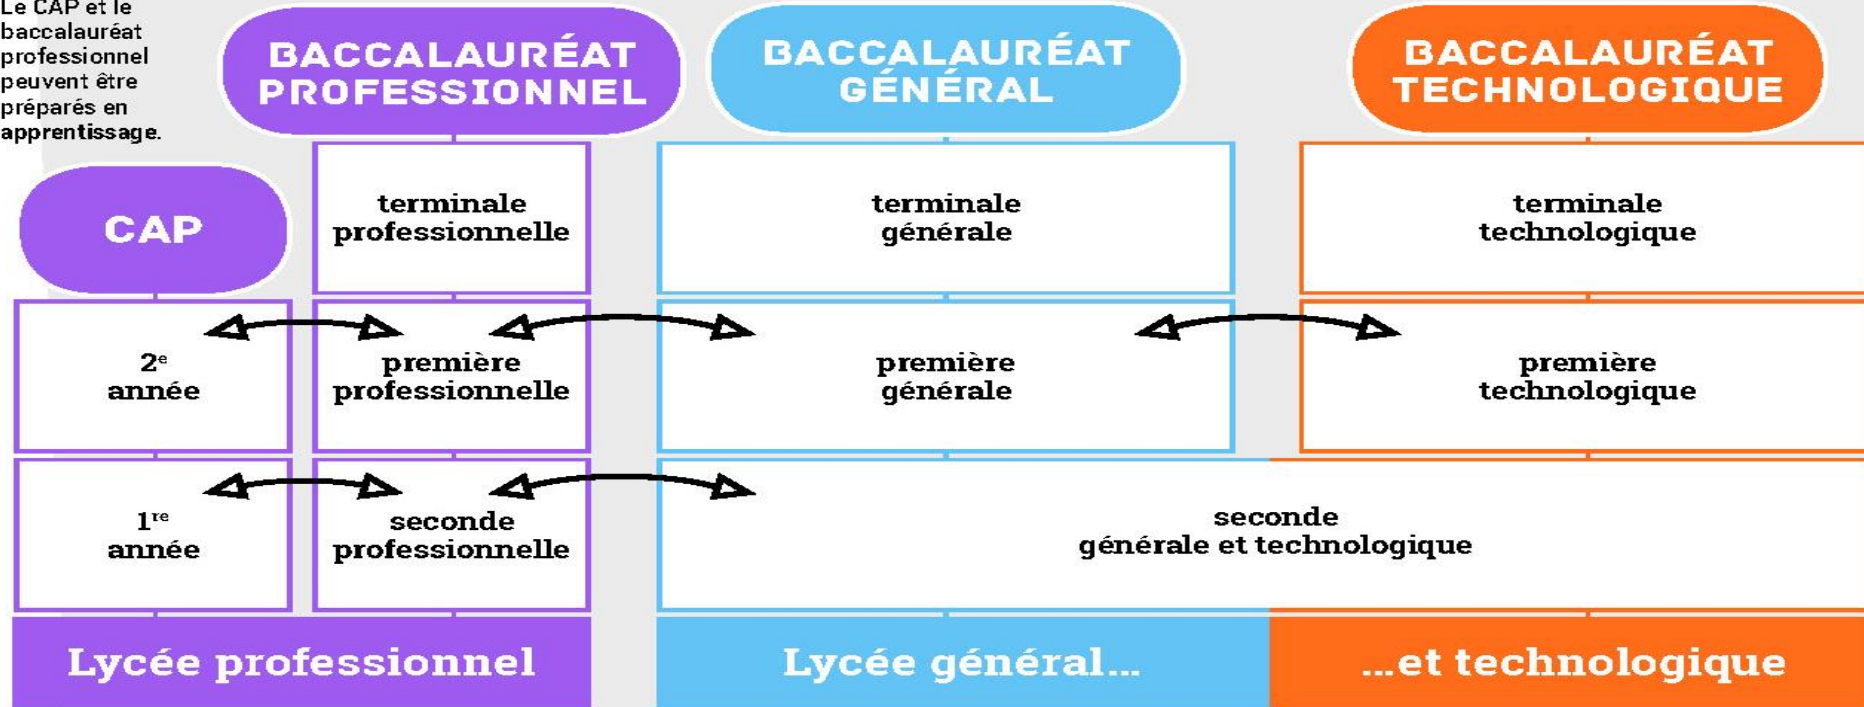 Le CAP et le
baccalauréat
professionnel
peuvent être
préparés en
apprentissage.
BACCALAURÉAT
PROFESSIONNEL
BACCALAURÉAT
GÉNÉRAL
BACCALAURÉAT
TECHNOLOGIQUE
CAP
terminale
professionnelle
terminale
générale
terminale
technologique
2e
année
première
professionnelle
première
générale
première
technologique
1re
année
seconde
professionnelle
seconde
générale et technologique
Lycée professionnel
Lycée général...
...et technologique